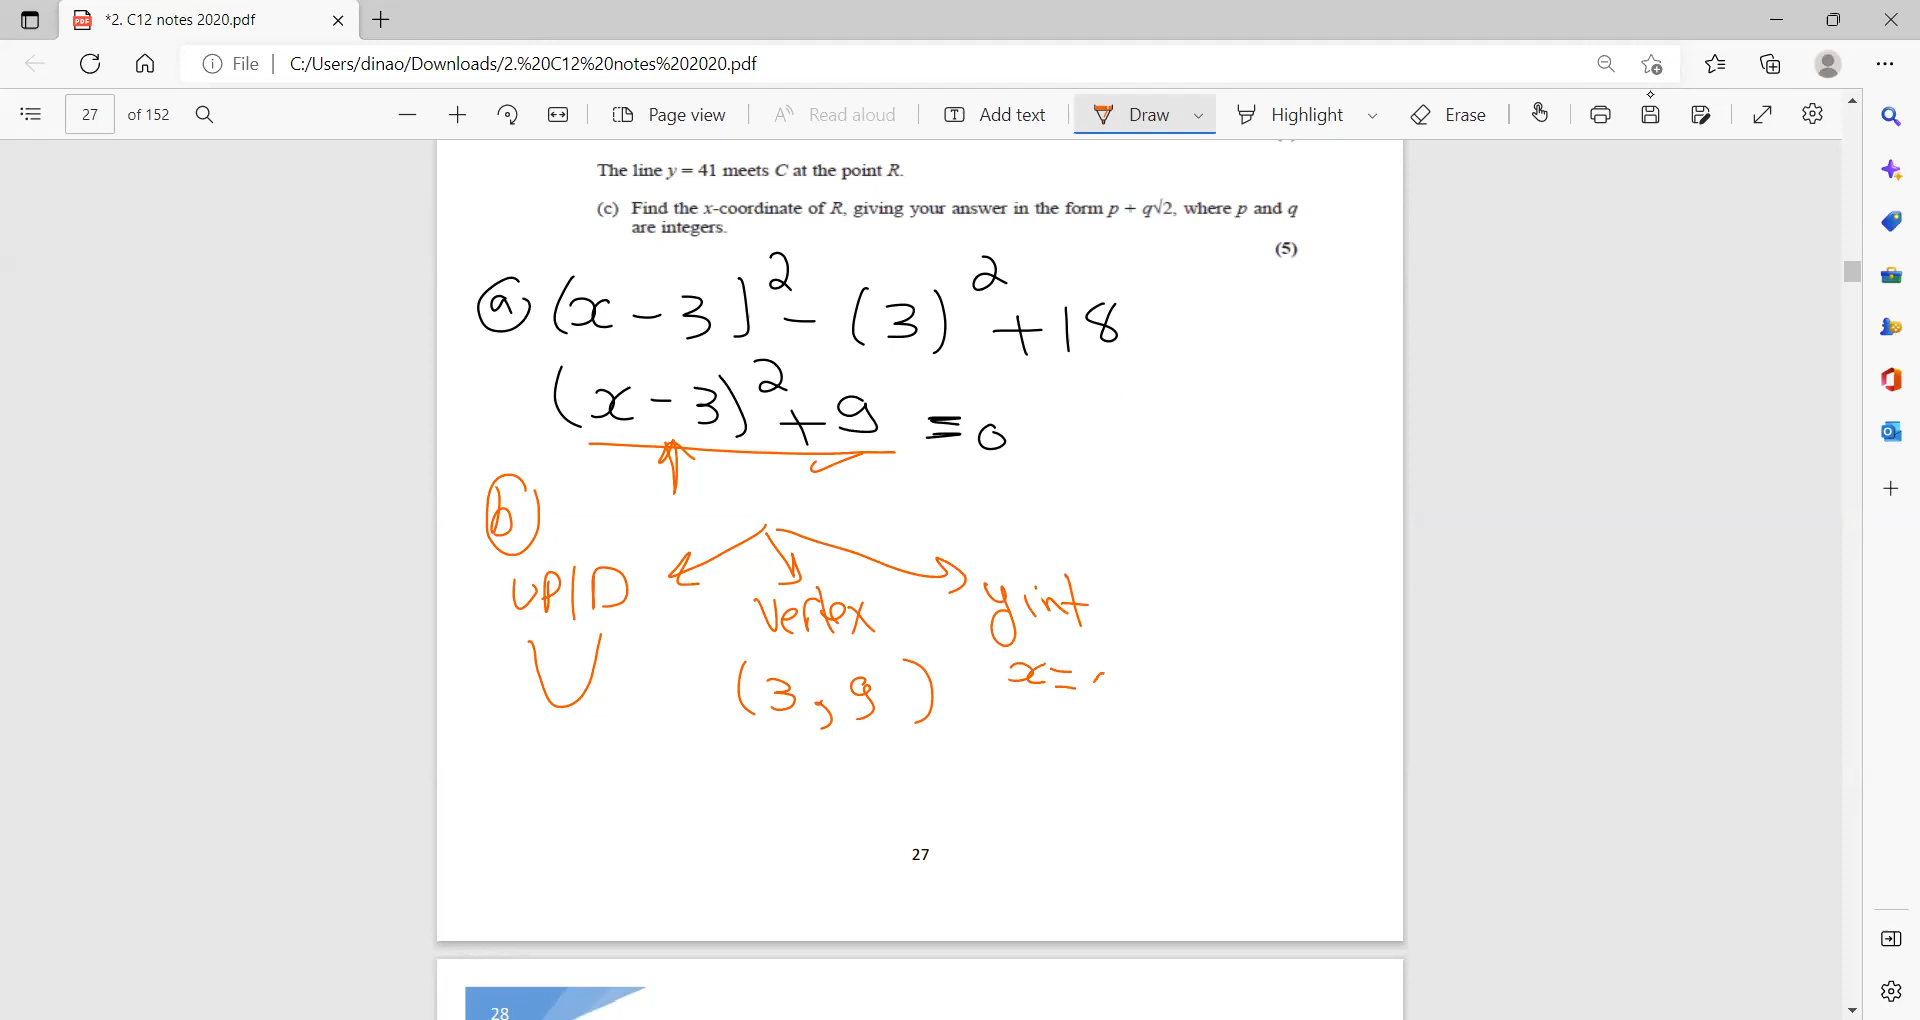 *2. C12 notes 2020.pdf
File
C:/Users/dinao/Downloads/2.%20C12%20notes%202020.pdf
27 of 152
Page view
Read aloud
Add text
Draw
Highlight
Erase
The line y = 41 meets C at the point R.
(c) Find the x-coordinate of R, giving your answer in the form p + q√2, where p and q
are integers.
(5)
(a) (x - 3)² - (3)² + 18
(x - 3)² + 9 = 0
(b)
UP/D
Vertex
y int
(3, 9)
x =
27
28